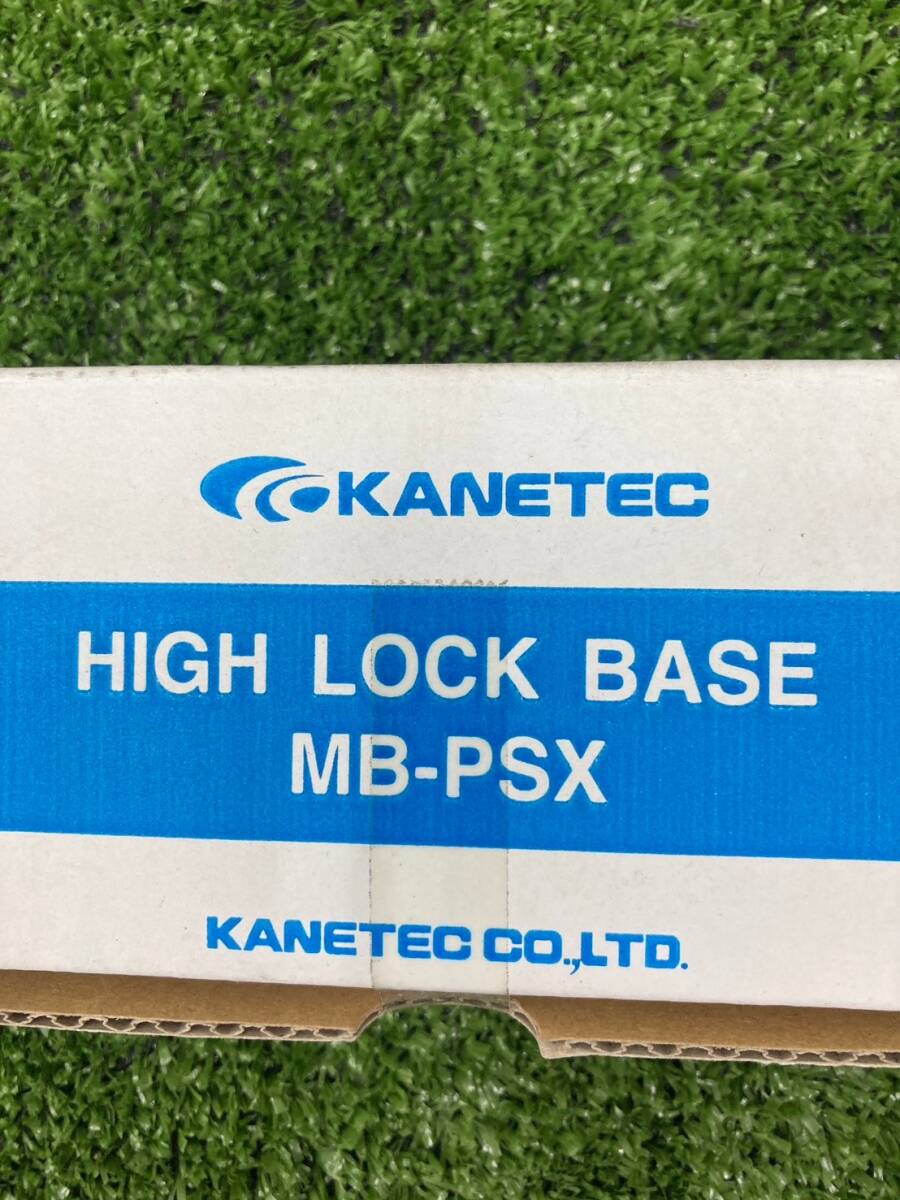 KANETEC
HIGH LOCK BASE
MB-PSX
KANETEC CO.,LTD.